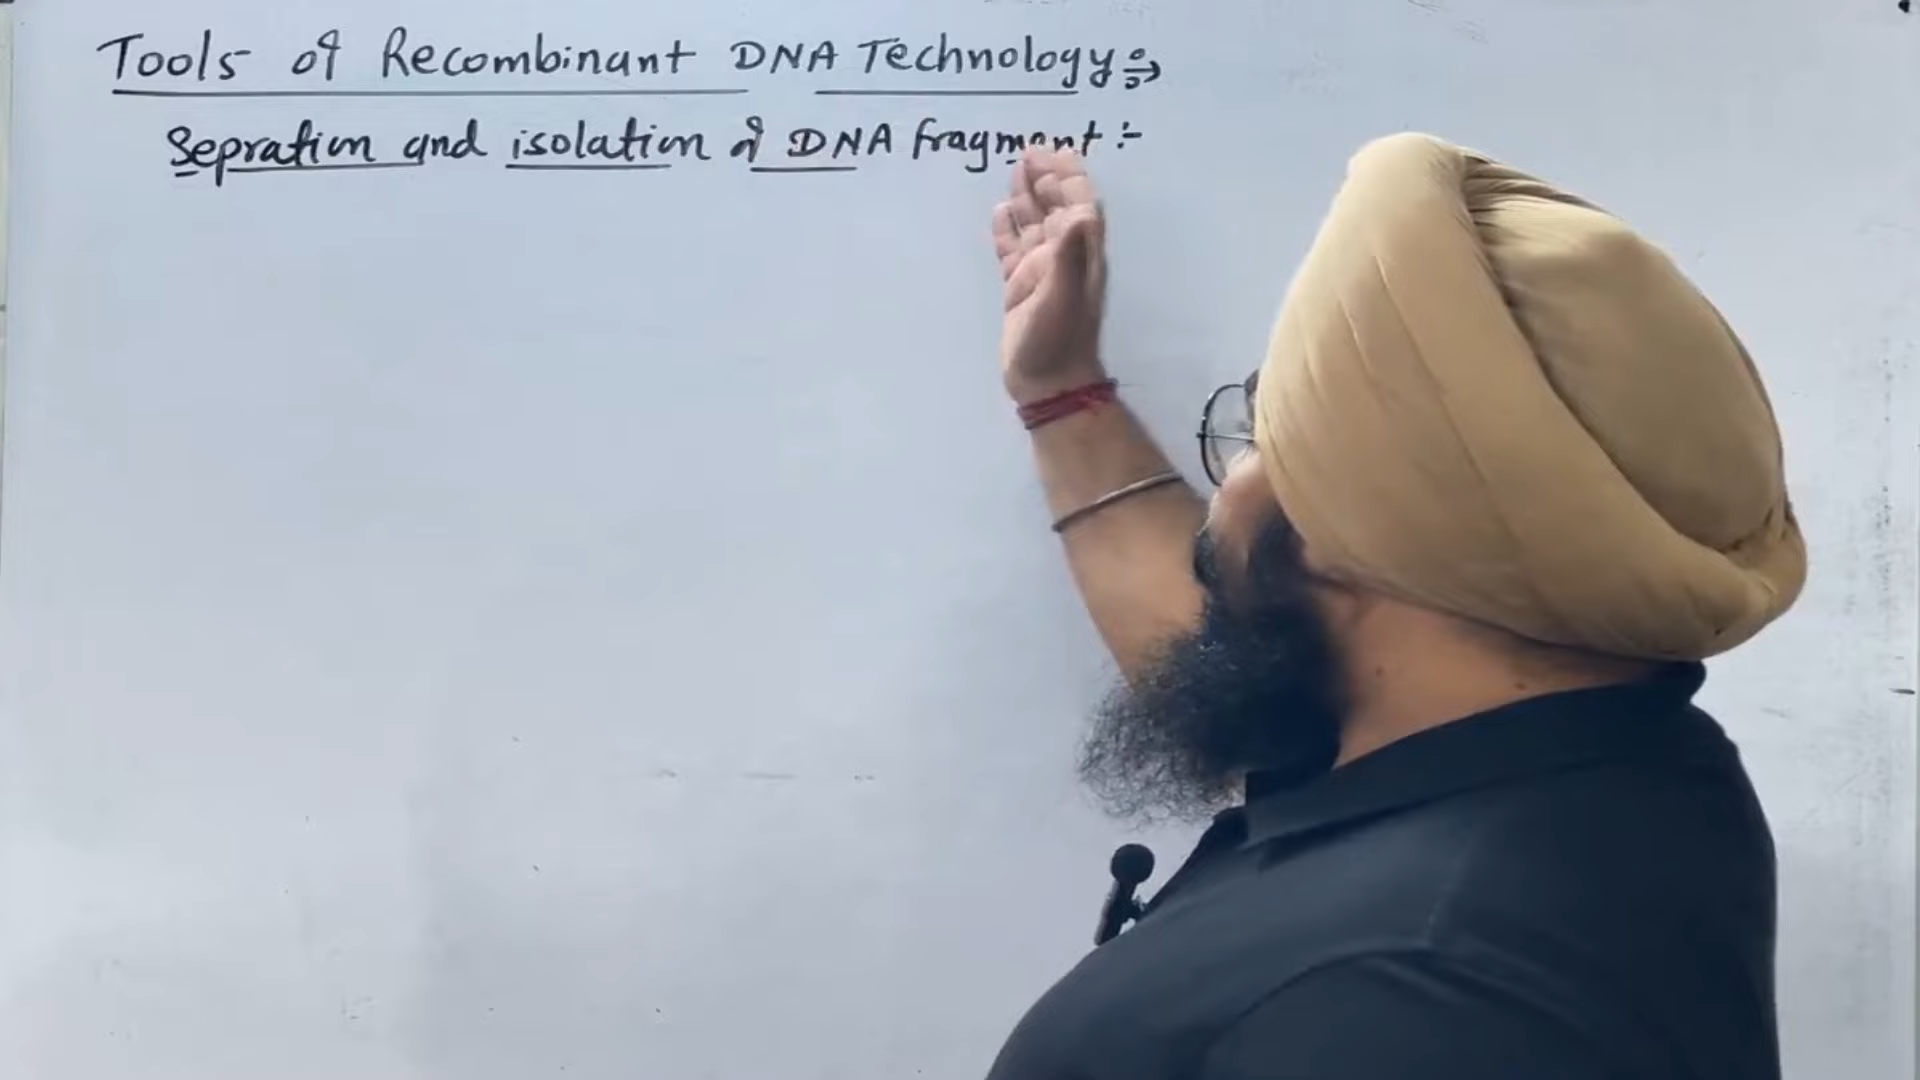 Tools of Recombinant DNA Technology:→
Sepration and isolation of DNA fragment :-